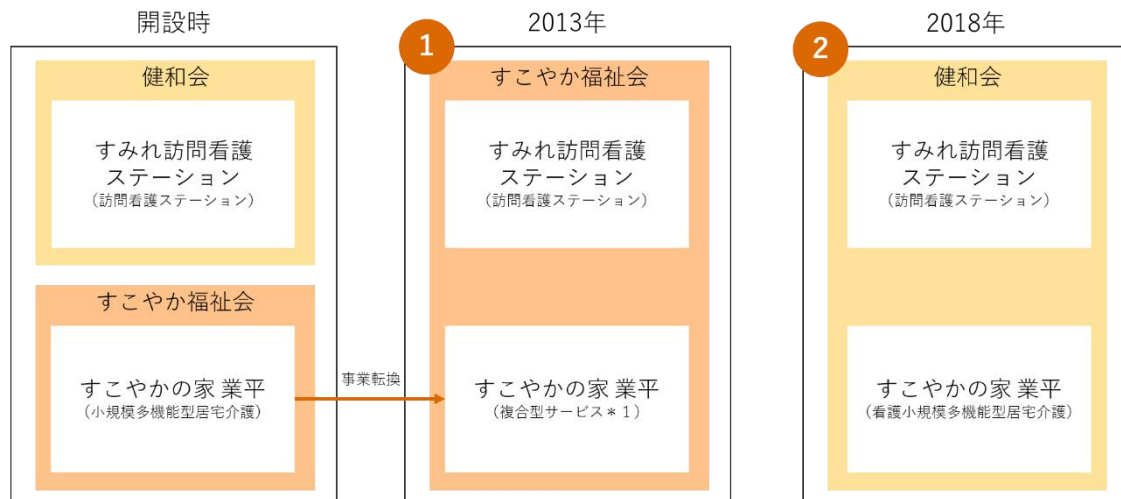 開設時
健和会
すみれ訪問看護
ステーション
（訪問看護ステーション）
すこやか福祉会
すこやかの家 業平
（小規模多機能型居宅介護）
事業転換
1
2013年
すこやか福祉会
すみれ訪問看護
ステーション
（訪問看護ステーション）
すこやかの家 業平
（複合型サービス＊１）
2
2018年
健和会
すみれ訪問看護
ステーション
（訪問看護ステーション）
すこやかの家 業平
（看護小規模多機能型居宅介護）